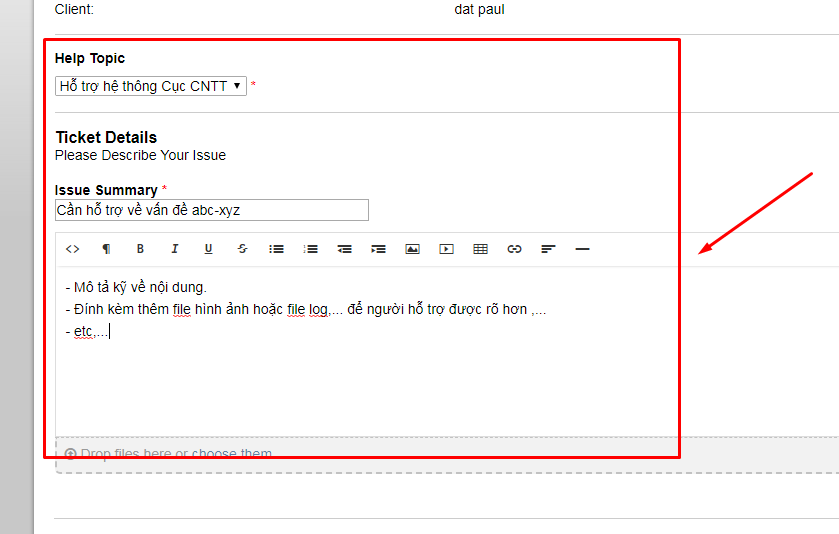 Client: dat paul
Help Topic
Hỗ trợ hệ thông Cục CNTT *
Ticket Details
Please Describe Your Issue
Issue Summary *
Cần hỗ trợ về vấn đề abc-xyz
- Mô tả kỹ về nội dung.
- Đính kèm thêm file hình ảnh hoặc file log,... để người hỗ trợ được rõ hơn ,...
- etc,...
Drop files here or choose them